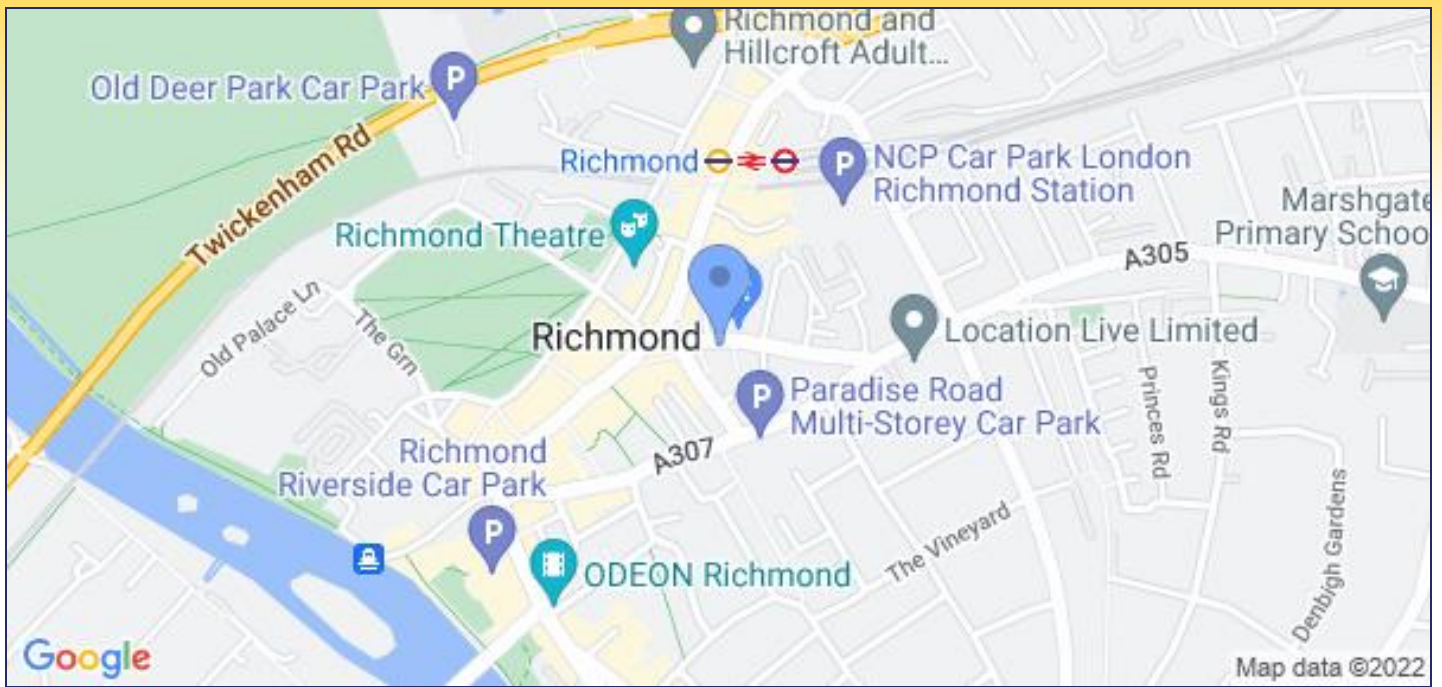 Richmond and
Hillcroft Adult...
Old Deer Park Car Park
P
Twickenham Rd
Richmond
P
NCP Car Park London
Richmond Station
Marshgate
Primary Schoo
Richmond Theatre
A305
Old Palace Ln
The Grn
Richmond
Location Live Limited
Princes Rd
Kings Rd
P
Paradise Road
Multi-Storey Car Park
A307
Richmond
Riverside Car Park
P
The Vineyard
Denbigh Gardens
ODEON Richmond
Google
Map data ©2022